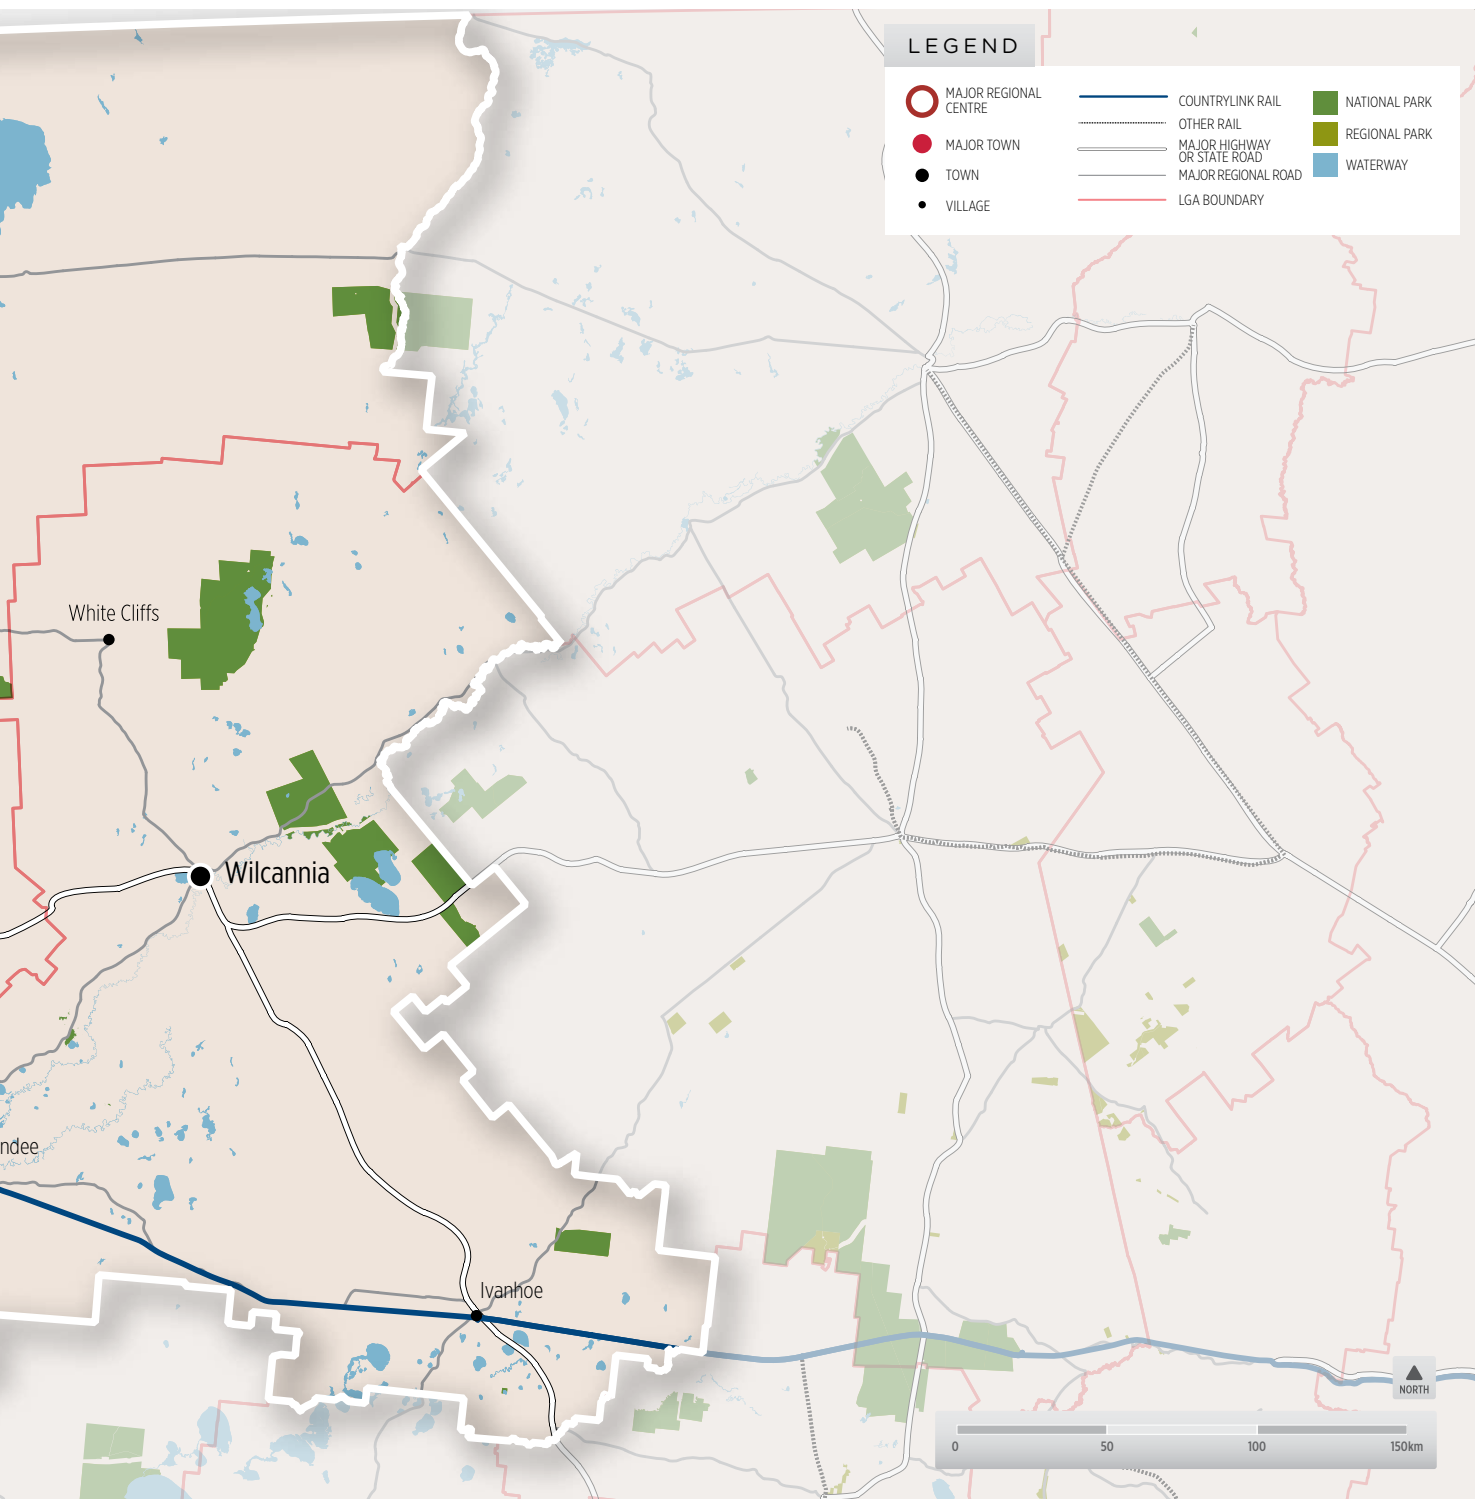 LEGEND
MAJOR REGIONAL
CENTRE
MAJOR TOWN
TOWN
VILLAGE
COUNTRYLINK RAIL
OTHER RAIL
MAJOR HIGHWAY
OR STATE ROAD
MAJOR REGIONAL ROAD
LGA BOUNDARY
NATIONAL PARK
REGIONAL PARK
WATERWAY
White Cliffs
Wilcannia
ndee
Ivanhoe
NORTH
0 50 100 150km